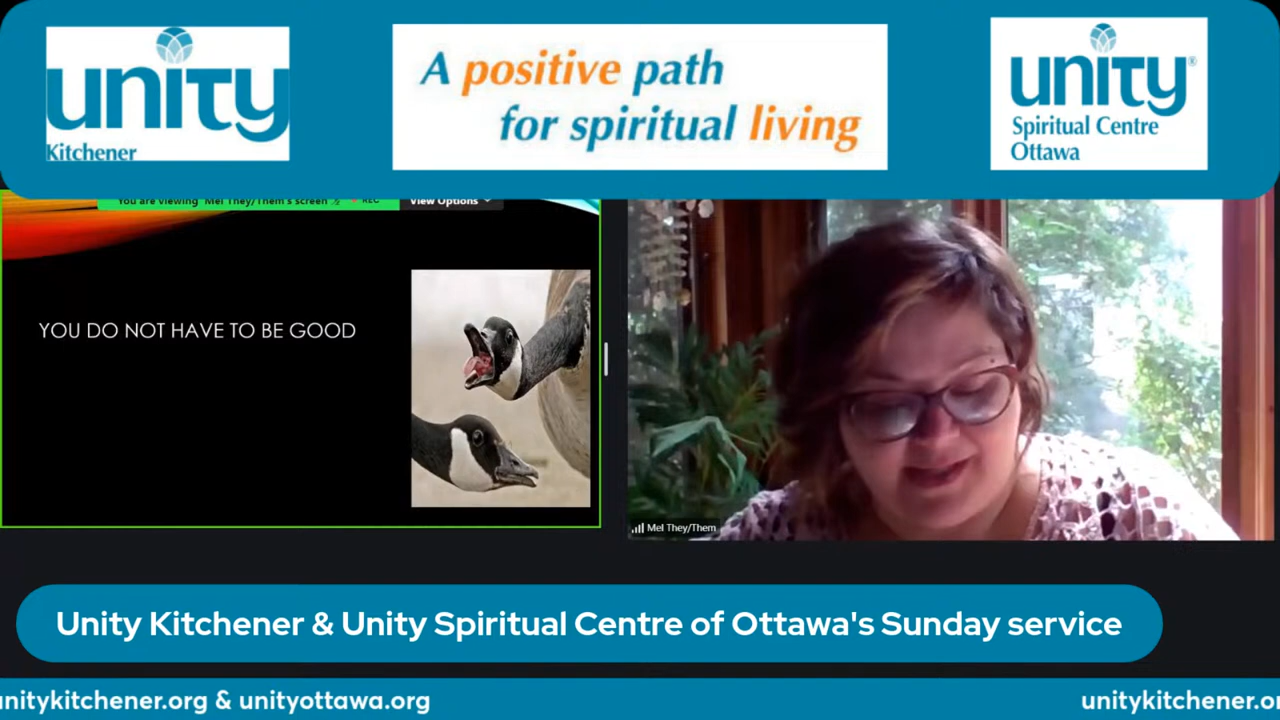 unity
Kitchener
A positive path
for spiritual living
unity®
Spiritual Centre
Ottawa
You are viewing Mel They/Them's screen
REC
View Options
YOU DO NOT HAVE TO BE GOOD
Mel They/Them
Unity Kitchener & Unity Spiritual Centre of Ottawa's Sunday service
unitykitchener.org & unityottawa.org
unitykitchener.or